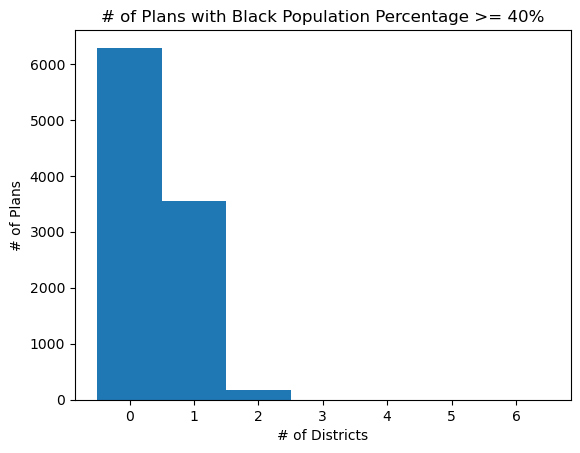 # of Plans with Black Population Percentage >= 40%
# of Plans
6000
5000
4000
3000
2000
1000
0
0 1 2 3 4 5 6
# of Districts